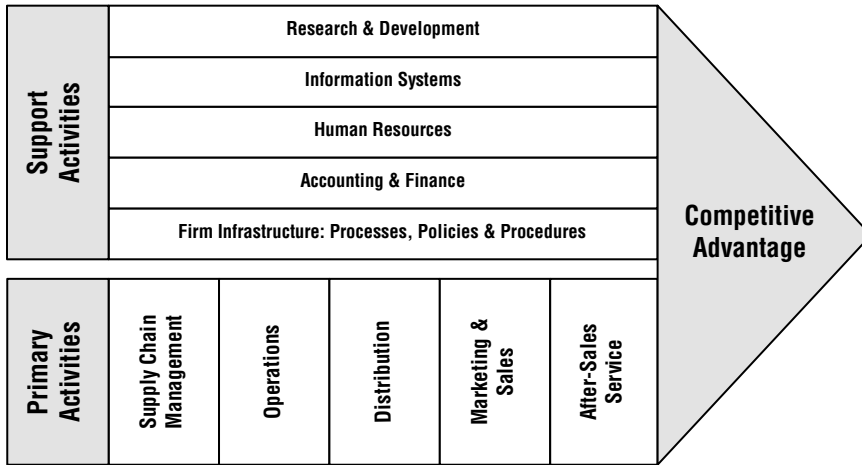 Support
Activities
Research & Development
Information Systems
Human Resources
Accounting & Finance
Firm Infrastructure: Processes, Policies & Procedures
Competitive
Advantage
Primary
Activities
Supply Chain
Management
Operations
Distribution
Marketing &
Sales
After-Sales
Service